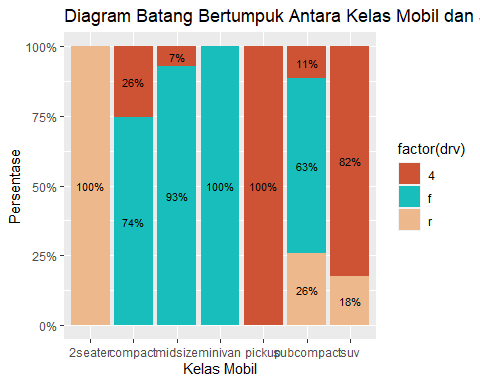 Diagram Batang Bertumpuk Antara Kelas Mobil dan
100%
75%
50%
25%
0%
Persentase
100%
26%
74%
7%
93%
100%
100%
11%
63%
26%
82%
18%
2seater compact midsize minivan pickup subcompact suv
Kelas Mobil
factor(drv)
4
f
r